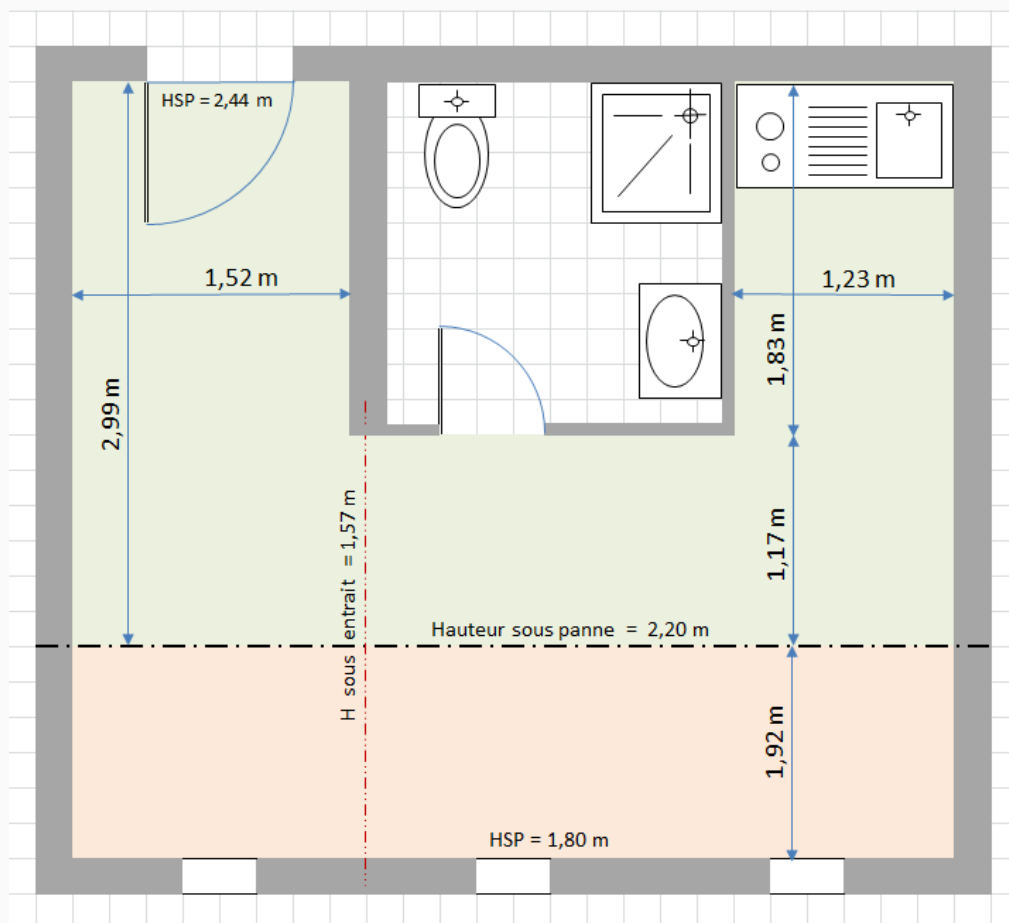 HSP = 2,44 m
1,52 m
1,23 m
1,83 m
2,99 m
1,17 m
H sous entrait = 1,57 m
Hauteur sous panne = 2,20 m
1,92 m
HSP = 1,80 m